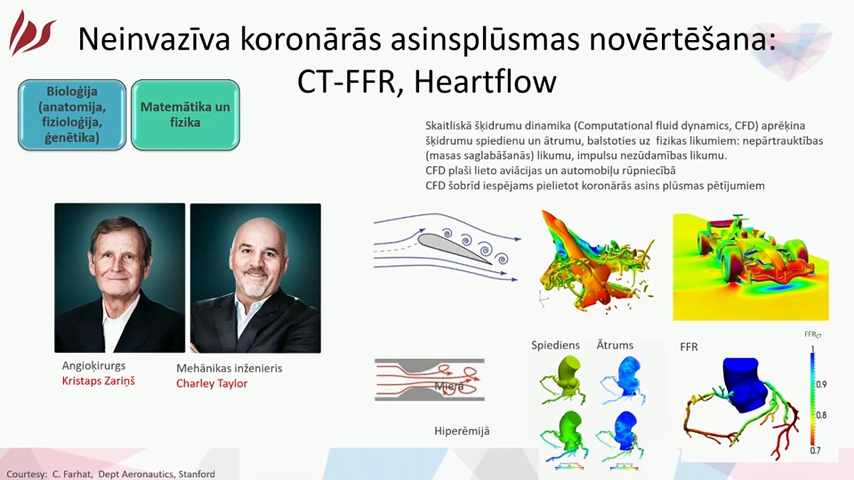 Neinvazīva koronārās asinsplūsmas novērtēšana:
CT-FFR, Heartflow
Bioloģija
(anatomija,
fizioloģija,
ģenētika)
Matemātika un
fizika
Skaitliskā šķidrumu dinamika (Computational fluid dynamics, CFD) aprēķina
šķidrumu spiedienu un ātrumu, balstoties uz fizikas likumiem: nepārtrauktības
(masas saglabāšanās) likumu, impulsu nezūdamības likumu.
CFD plaši lieto aviācijas un automobiļu rūpniecībā
CFD šobrīd iespējams pielietot koronārās asins plūsmas pētījumiem
Angioķirurgs
Kristaps Zariņš
Mehānikas inženieris
Charley Taylor
Spiediens
Ātrums
FFR
FFRCT
1
0.9
0.8
0.7
Miera
Hiperēmijā
Courtesy: C. Farhat, Dept Aeronautics, Stanford